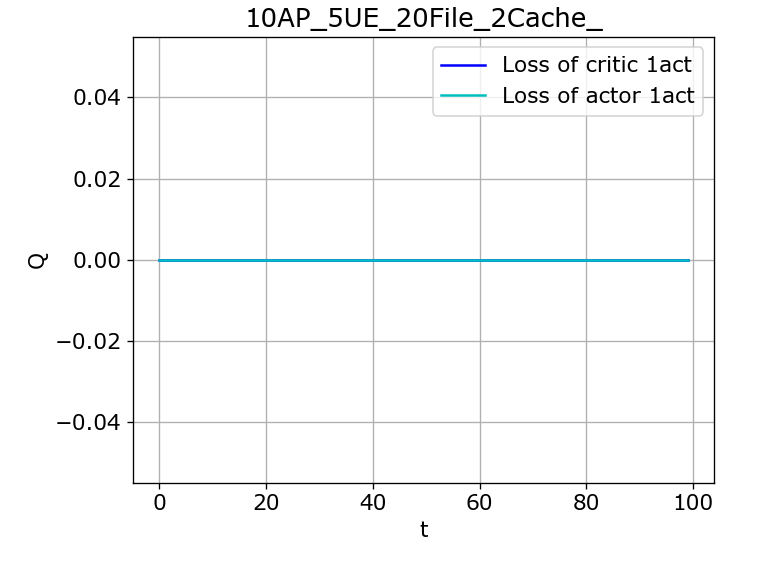 10AP_5UE_20File_2Cache_
Loss of critic 1act
Loss of actor 1act
Q
0.04
0.02
0.00
−0.02
−0.04
0 20 40 60 80 100
t